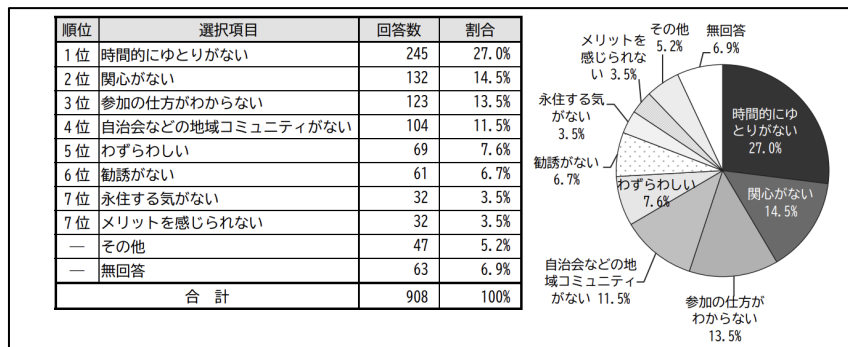 順位 選択項目 回答数 割合
1位 時間的にゆとりがない 245 27.0%
2位 関心がない 132 14.5%
3位 参加の仕方がわからない 123 13.5%
4位 自治会などの地域コミュニティがない 104 11.5%
5位 わずらわしい 69 7.6%
6位 勧誘がない 61 6.7%
7位 永住する気がない 32 3.5%
7位 メリットを感じられない 32 3.5%
― その他 47 5.2%
― 無回答 63 6.9%
合 計 908 100%
時間的にゆ
とりがない
27.0%
関心がない
14.5%
参加の仕方が
わからない
13.5%
自治会などの地
域コミュニティ
がない 11.5%
わずらわしい
7.6%
勧誘がない
6.7%
永住する気
がない
3.5%
メリットを
感じられな
い 3.5%
その他
5.2%
無回答
6.9%